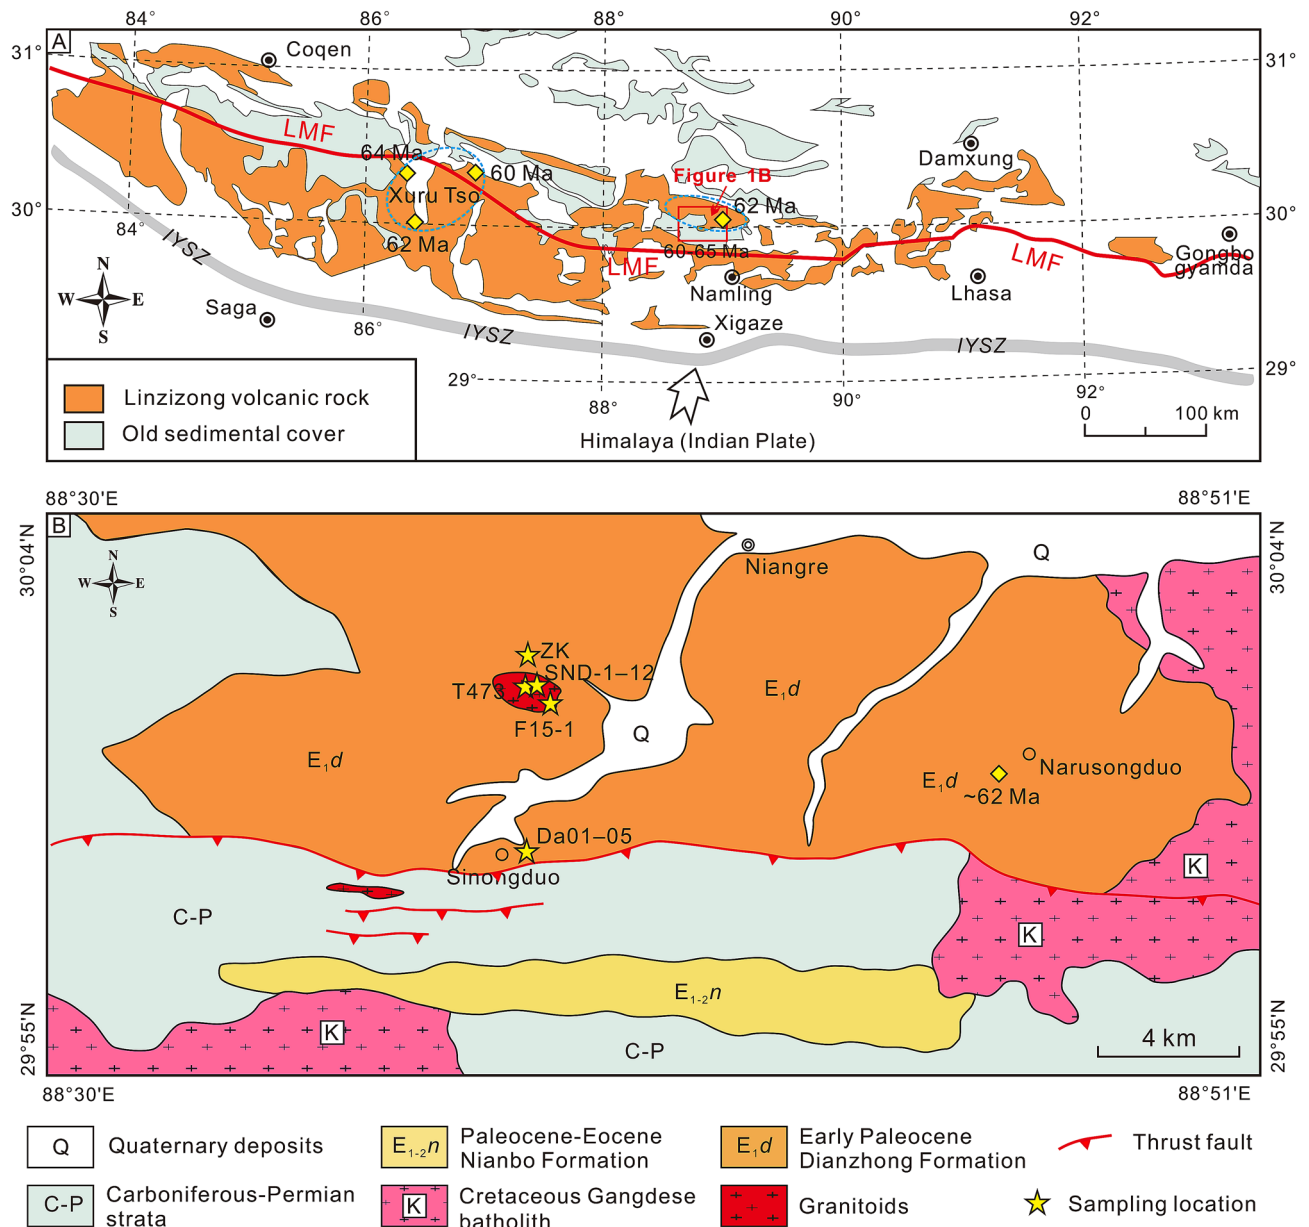 84°
86°
88°
90°
92°
A
31°
31°
Coqen
LMF
64 Ma
60 Ma
Xuru Tso
62 Ma
Damxung
Figure 1B
62 Ma
30°
30°
84°
IYSZ
60-65 Ma
LMF
LMF
Gongbo
gyamda
Namling
Lhasa
N
W
E
S
Saga
86°
IYSZ
Xigaze
IYSZ
29°
29°
88°
90°
92°
Linzizong volcanic rock
Old sedimental cover
Himalaya (Indian Plate)
0
100 km
88°30'E
88°51'E
B
30°04'N
30°04'N
N
W
E
S
Niangre
Q
ZK
SND-1–12
T473
F15-1
E1d
Q
E1d
E1d
~62 Ma
Narusongduo
Da01–05
Sinongduo
K
C-P
K
E1-2n
K
C-P
4 km
29°55'N
29°55'N
88°30'E
88°51'E
Q
Quaternary deposits
E1-2n
Paleocene-Eocene
Nianbo Formation
E1d
Early Paleocene
Dianzhong Formation
Thrust fault
C-P
Carboniferous-Permian
strata
K
Cretaceous Gangdese
batholith
Granitoids
Sampling location